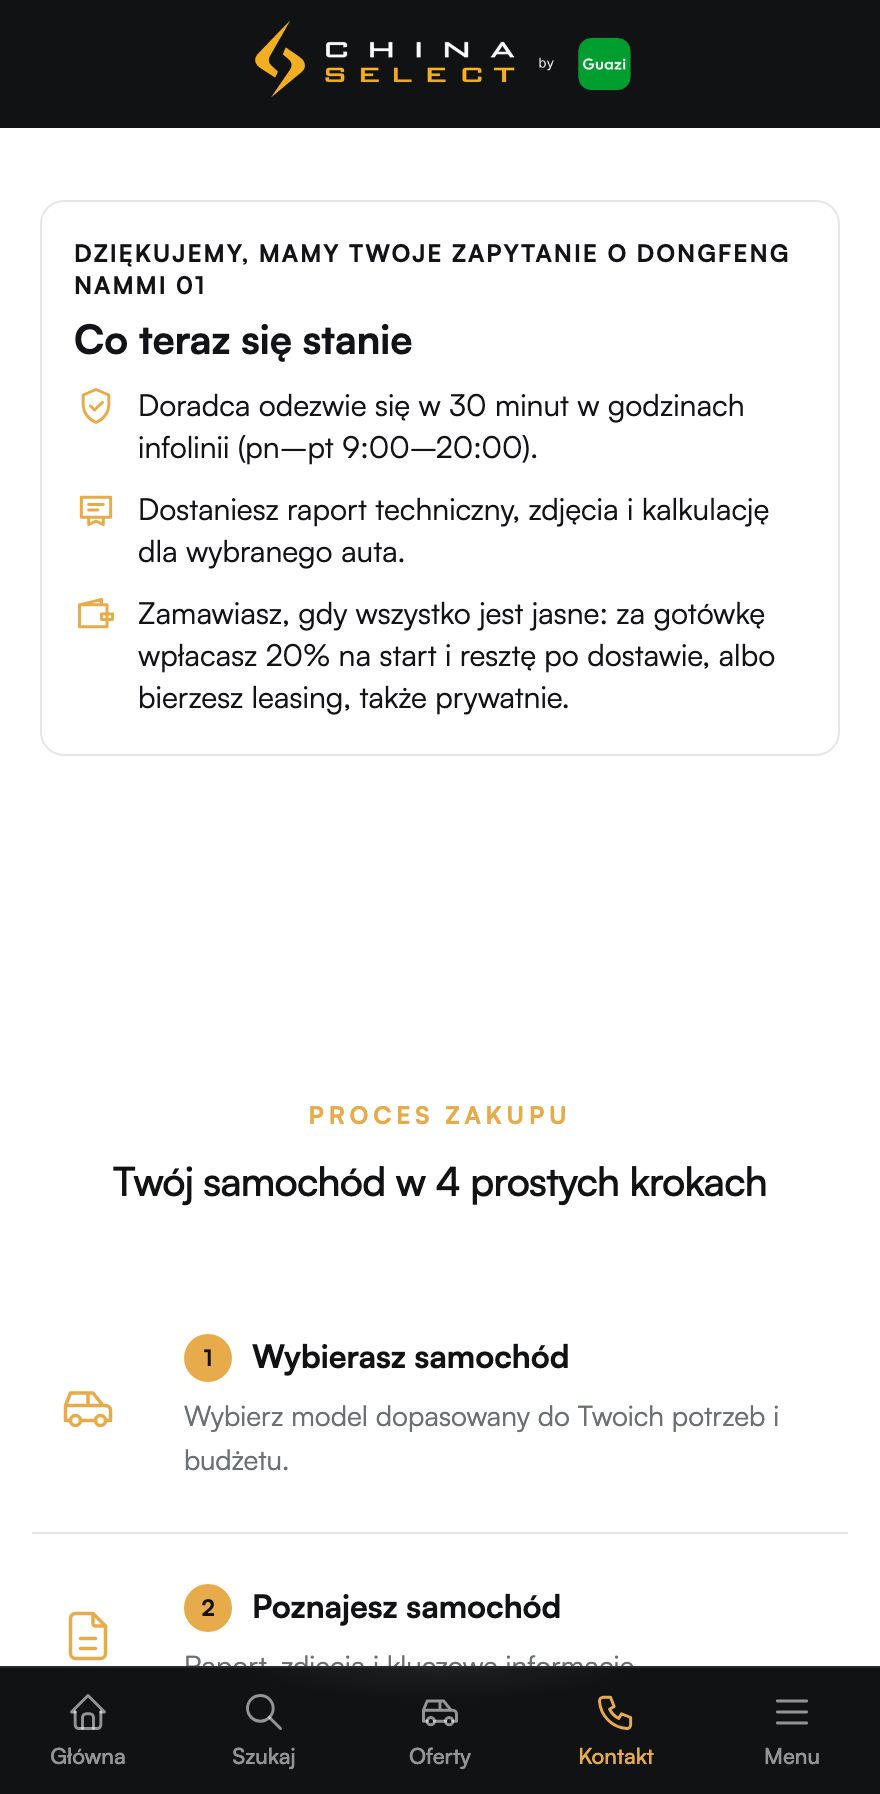 CHINA
SELECT
by
Guazi
DZIĘKUJEMY, MAMY TWOJE ZAPYTANIE O DONGFENG
NAMMI 01
Co teraz się stanie
Doradca odezwie się w 30 minut w godzinach
infolinii (pn—pt 9:00—20:00).
Dostaniesz raport techniczny, zdjęcia i kalkulację
dla wybranego auta.
Zamawiasz, gdy wszystko jest jasne: za gotówkę
wpłacasz 20% na start i resztę po dostawie, albo
bierzesz leasing, także prywatnie.
PROCES ZAKUPU
Twój samochód w 4 prostych krokach
1 Wybierasz samochód
Wybierz model dopasowany do Twoich potrzeb i
budżetu.
2 Poznajesz samochód
Raport, zdjęcia i kluczowe informacje
Główna
Szukaj
Oferty
Kontakt
Menu